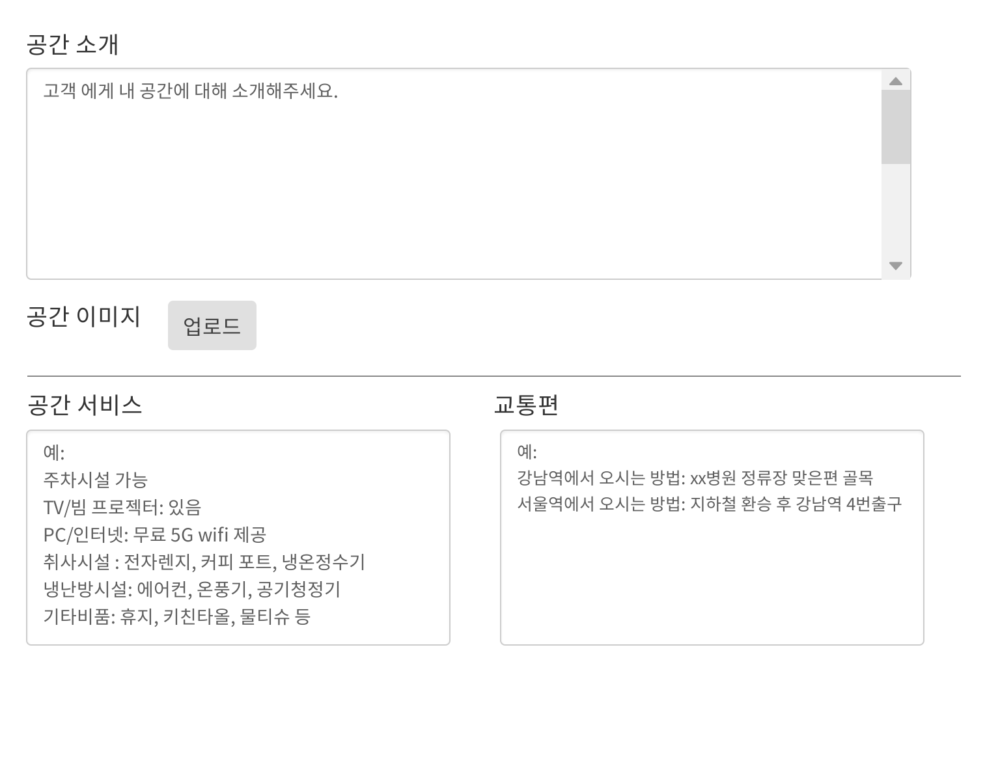 공간 소개
고객 에게 내 공간에 대해 소개해주세요.
공간 이미지
업로드
공간 서비스
예:
주차시설 가능
TV/빔 프로젝터: 있음
PC/인터넷: 무료 5G wifi 제공
취사시설 : 전자렌지, 커피 포트, 냉온정수기
냉난방시설: 에어컨, 온풍기, 공기청정기
기타비품: 휴지, 키친타올, 물티슈 등
교통편
예:
강남역에서 오시는 방법: xx병원 정류장 맞은편 골목
서울역에서 오시는 방법: 지하철 환승 후 강남역 4번출구